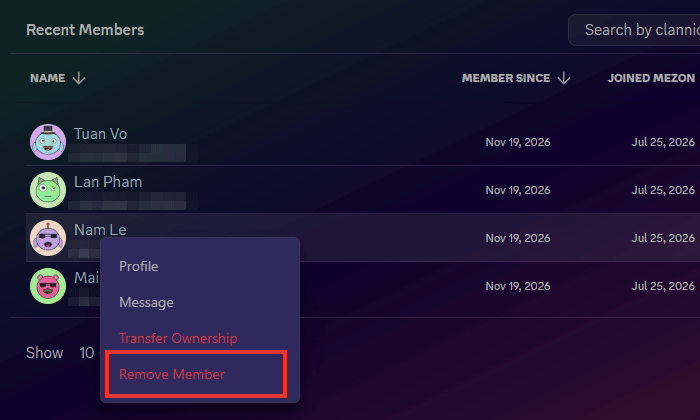 Recent Members
Search by clannic
NAME MEMBER SINCE JOINED MEZON
Tuan Vo
Nov 19, 2026 Jul 25, 2026
Lan Pham
Nov 19, 2026 Jul 25, 2026
Nam Le
Nov 19, 2026 Jul 25, 2026
Mai
Nov 19, 2026 Jul 25, 2026
Profile
Message
Transfer Ownership
Show 10
Remove Member